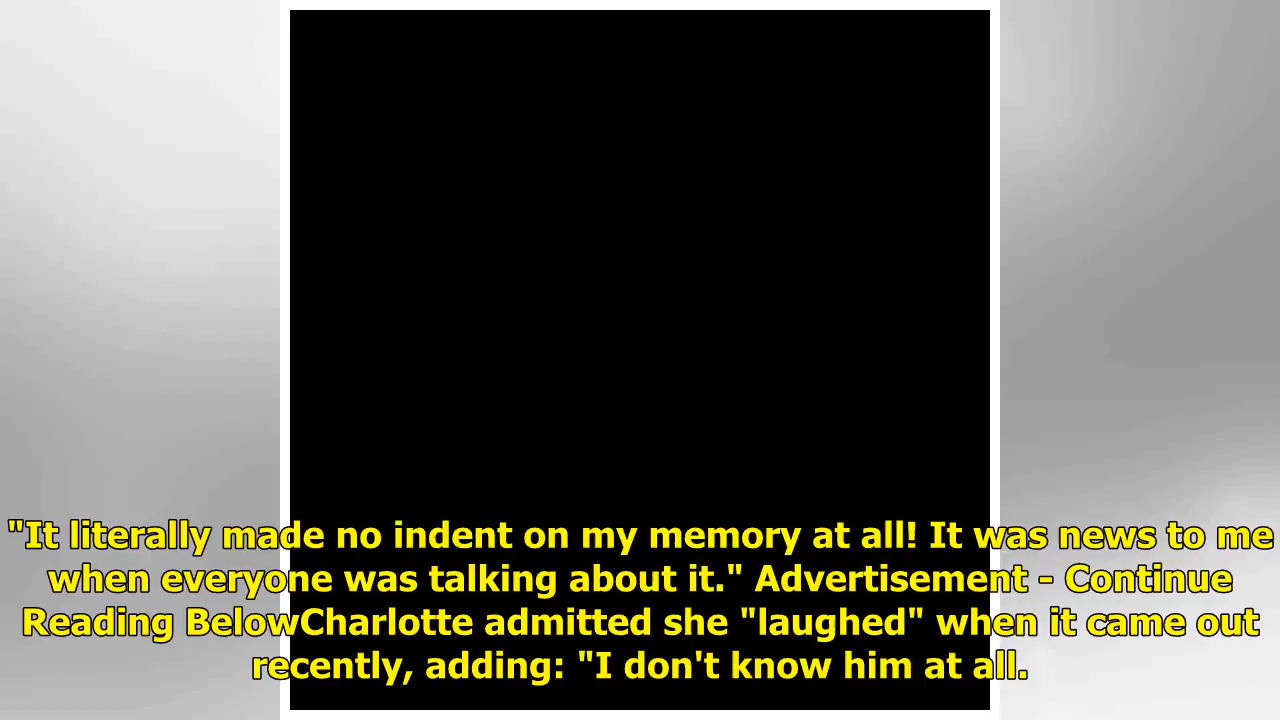 "It literally made no indent on my memory at all! It was news to me
when everyone was talking about it." Advertisement - Continue
Reading BelowCharlotte admitted she "laughed" when it came out
recently, adding: "I don't know him at all.